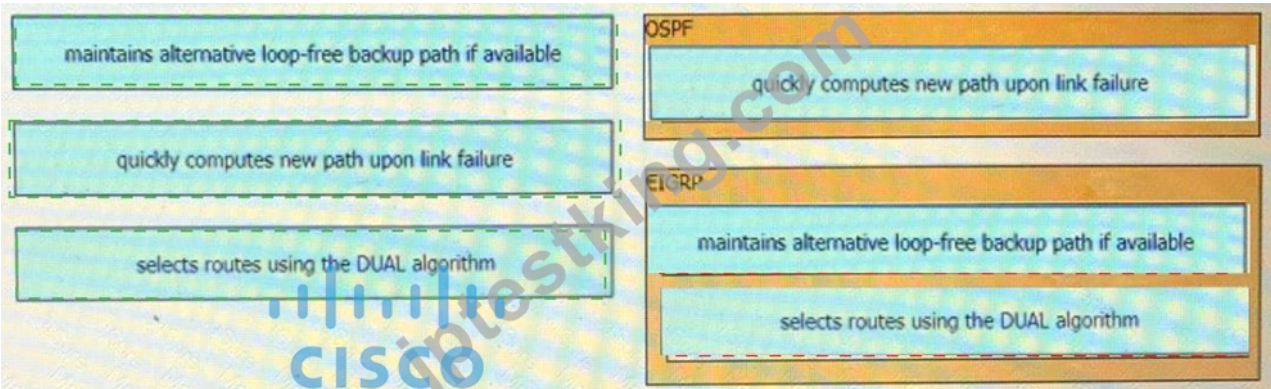 maintains alternative loop-free backup path if available
quickly computes new path upon link failure
selects routes using the DUAL algorithm
CISCO
OSPF
quickly computes new path upon link failure
EIGRP
maintains alternative loop-free backup path if available
selects routes using the DUAL algorithm
iptestking.com